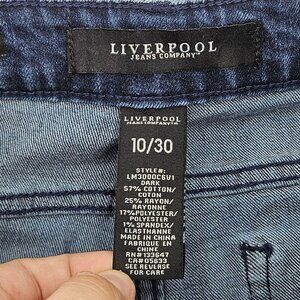 LIVERPOOL
JEANS COMPANY
LIVERPOOL
JEANS COMPANY
10/30
STYLE#:
LM3000C6V1
DARK
57% COTTON/
COTON
25% RAYON/
RAYONNE
17%POLYESTER/
POLYESTER
1% SPANDEX/
ELASTHANNE
MADE IN CHINA
FABRIQUE EN
CHINE
RN#133647
CA#05633
SEE REVERSE
FOR CARE